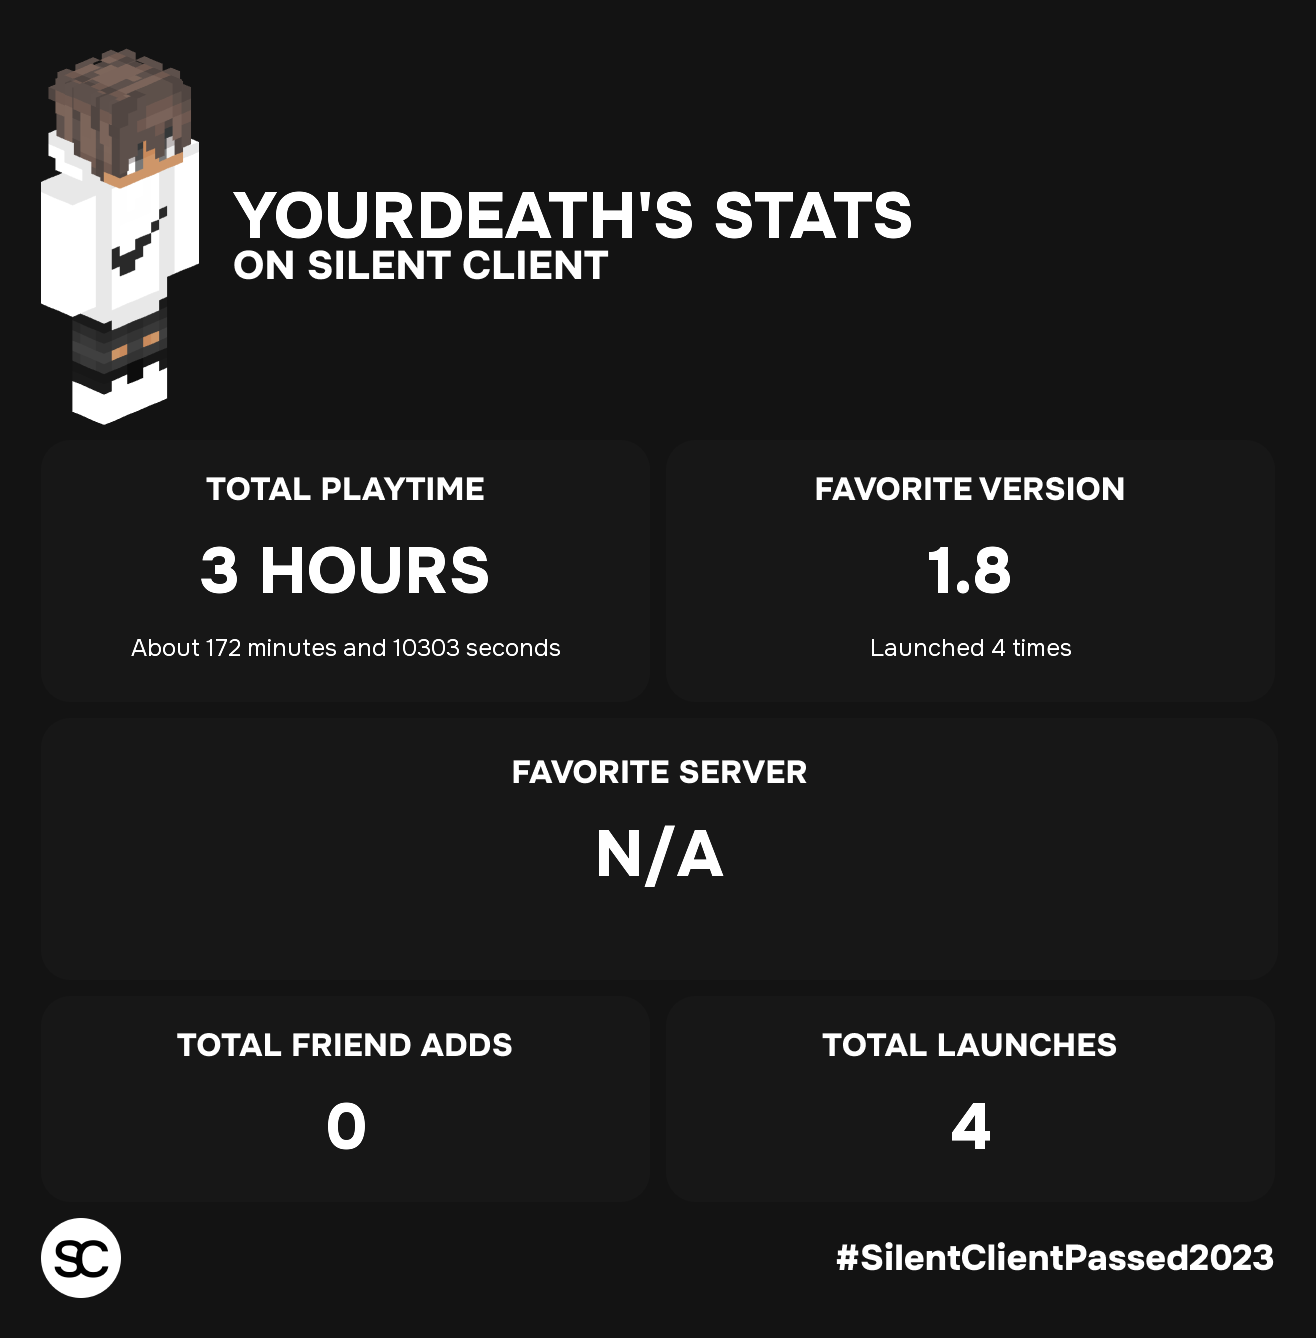 YOURDEATH'S STATS
ON SILENT CLIENT
TOTAL PLAYTIME
3 HOURS
About 172 minutes and 10303 seconds
FAVORITE VERSION
1.8
Launched 4 times
FAVORITE SERVER
N/A
TOTAL FRIEND ADDS
0
TOTAL LAUNCHES
4
SC
#SilentClientPassed2023